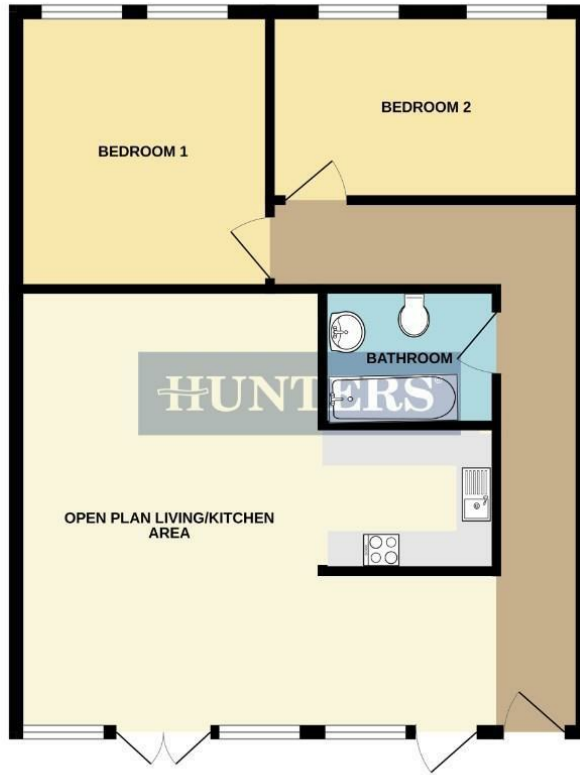 BEDROOM 1
BEDROOM 2
BATHROOM
HUNTERS
OPEN PLAN LIVING/KITCHEN
AREA